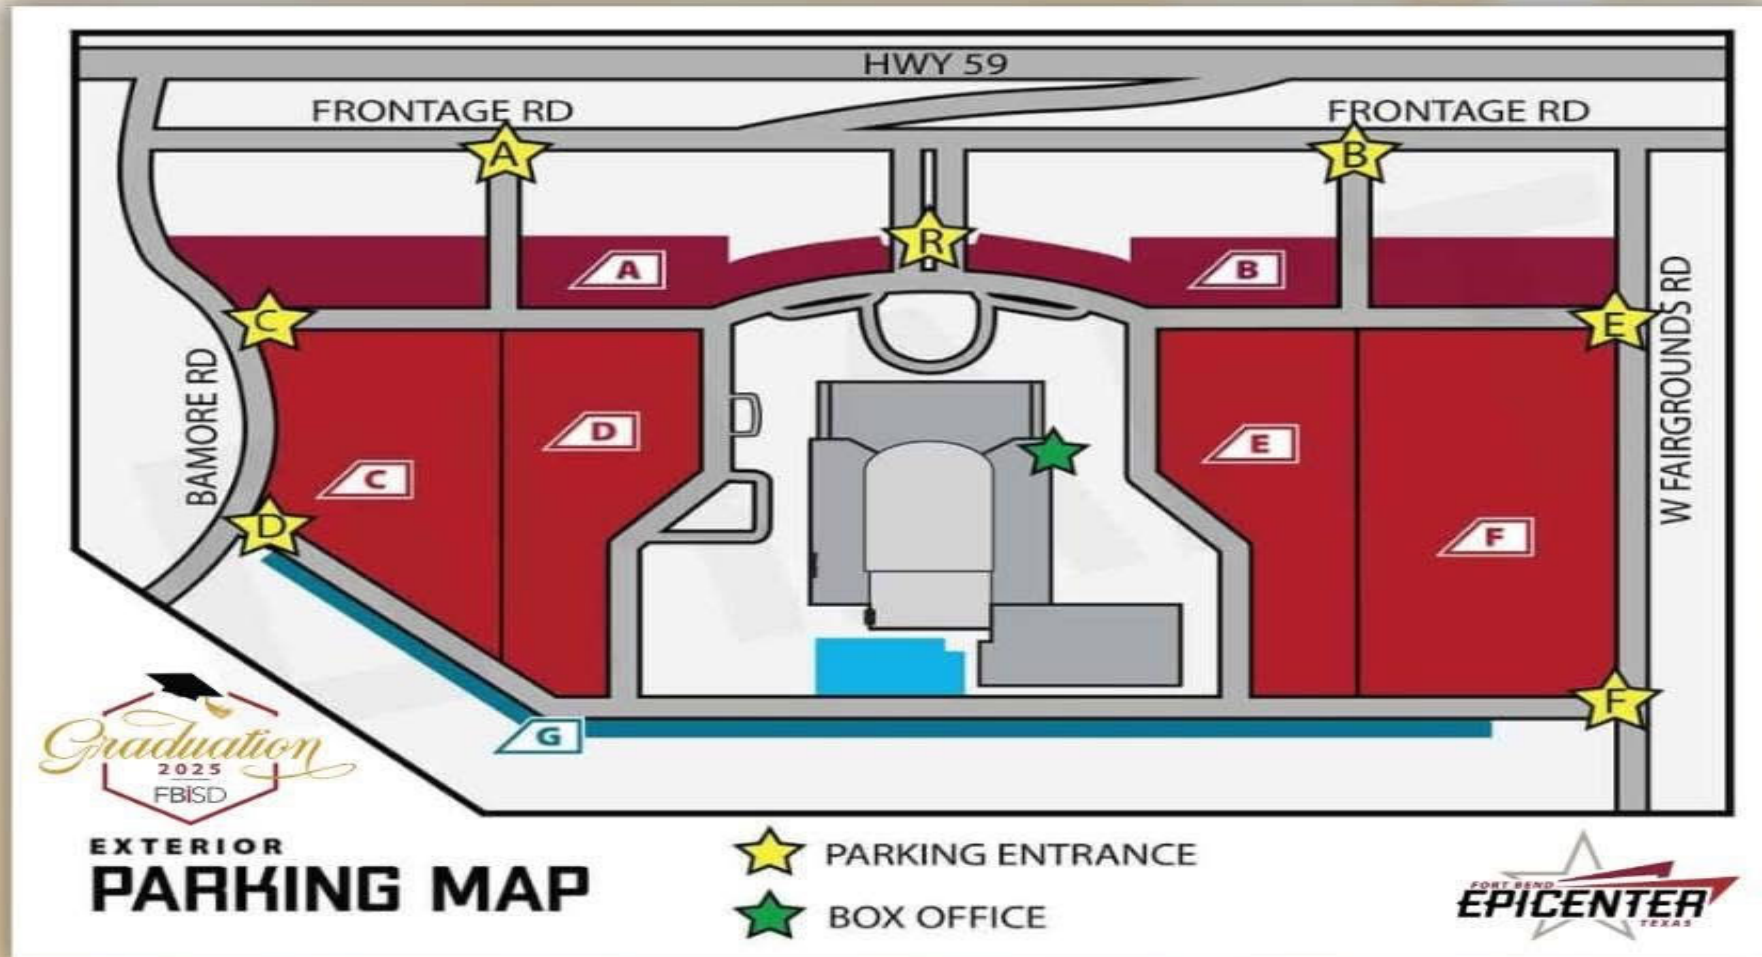 HWY 59
FRONTAGE RD
FRONTAGE RD
A
B
R
A
B
C
E
BAMORE RD
W FAIRGROUNDS RD
D
E
C
D
F
F
G
Graduation
2025
FBISD
EXTERIOR
PARKING MAP
PARKING ENTRANCE
BOX OFFICE
FORT BEND
EPICENTER
TEXAS